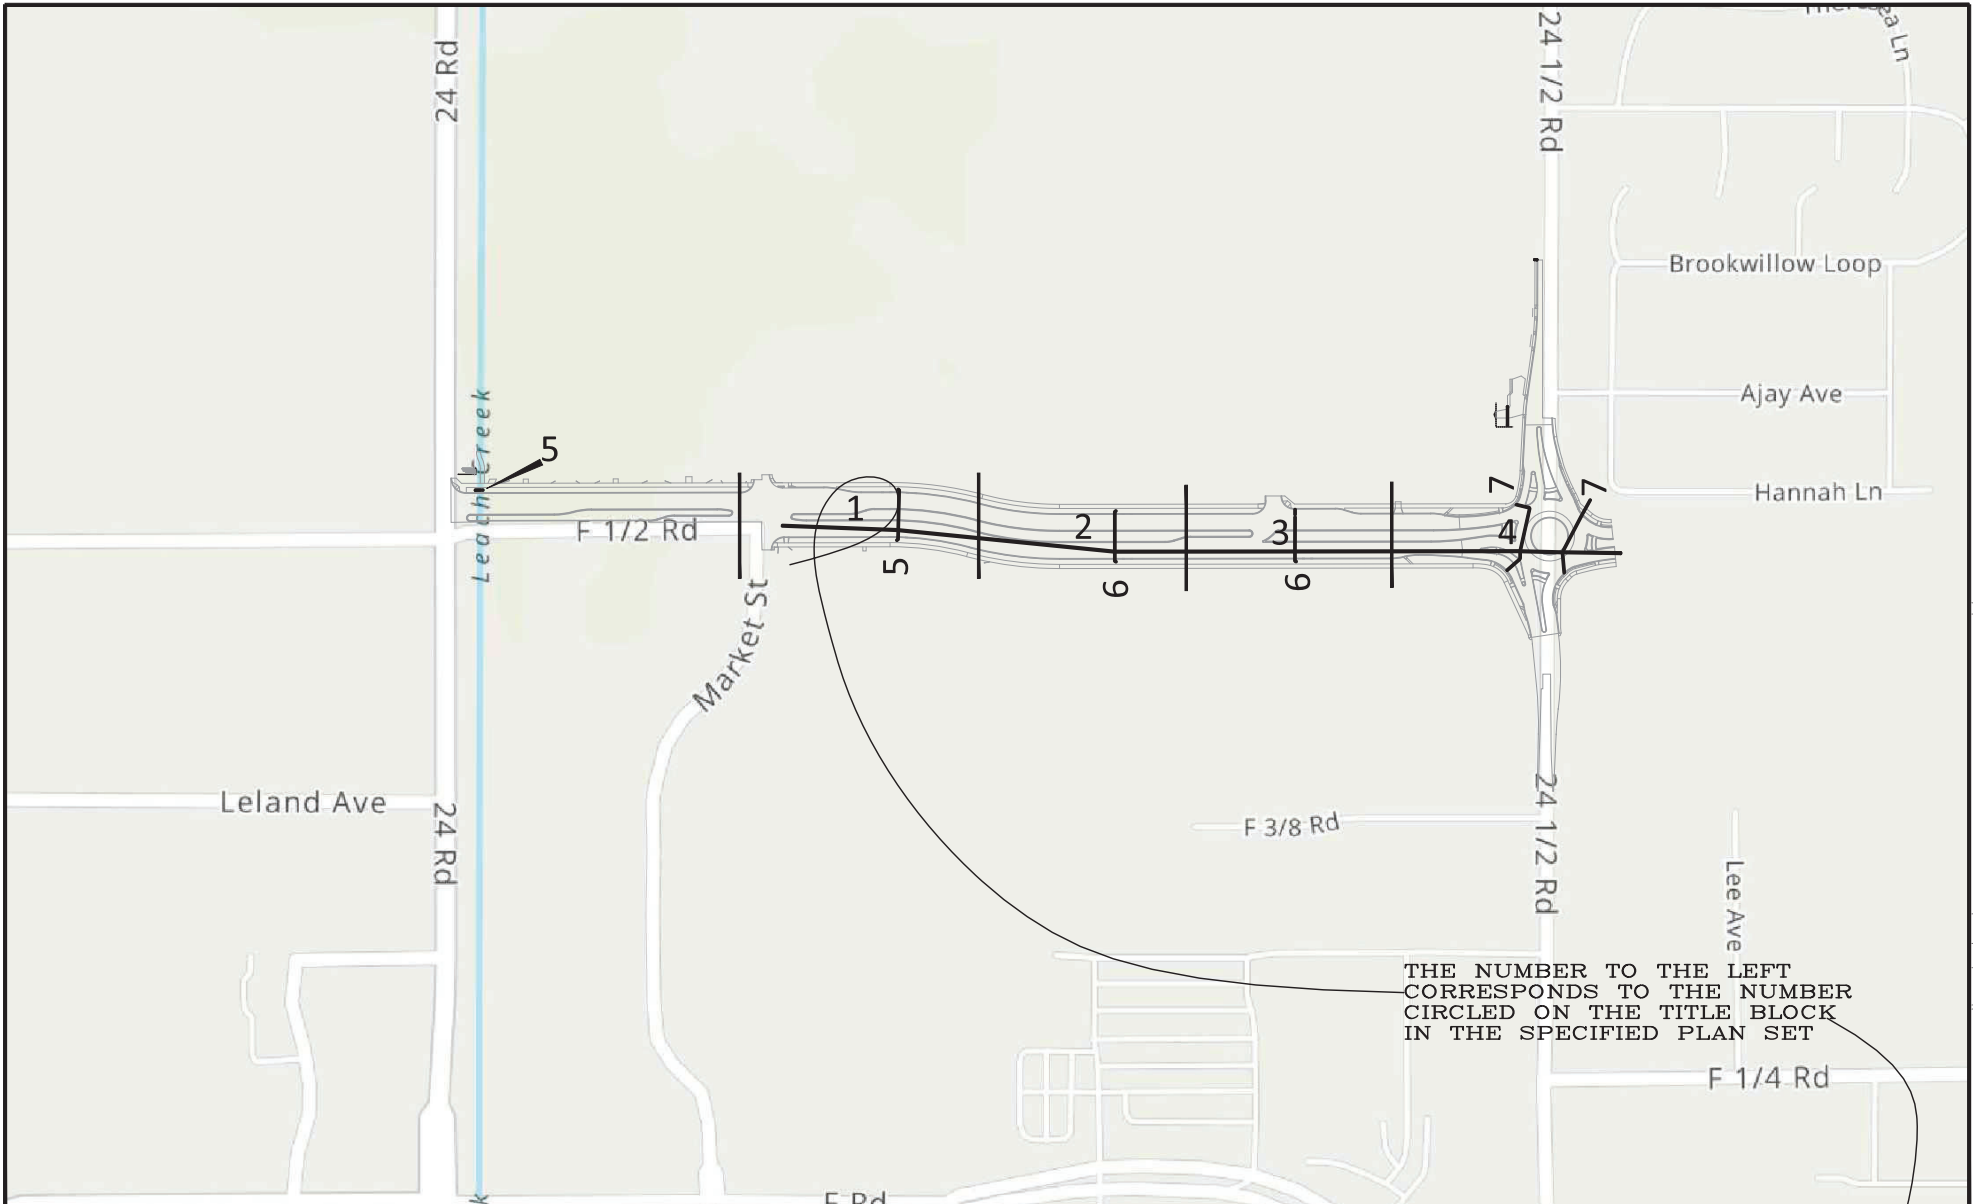 24 Rd
24 1/2 Rd
ea Ln
Brookwillow Loop
Ajay Ave
Hannah Ln
Leach Creek
5
F 1/2 Rd
1
5
2
6
3
6
4
7
7
Market St
Leland Ave
24 Rd
F 3/8 Rd
24 1/2 Rd
Lee Ave
THE NUMBER TO THE LEFT
CORRESPONDS TO THE NUMBER
CIRCLED ON THE TITLE BLOCK
IN THE SPECIFIED PLAN SET
F 1/4 Rd
F Rd
k